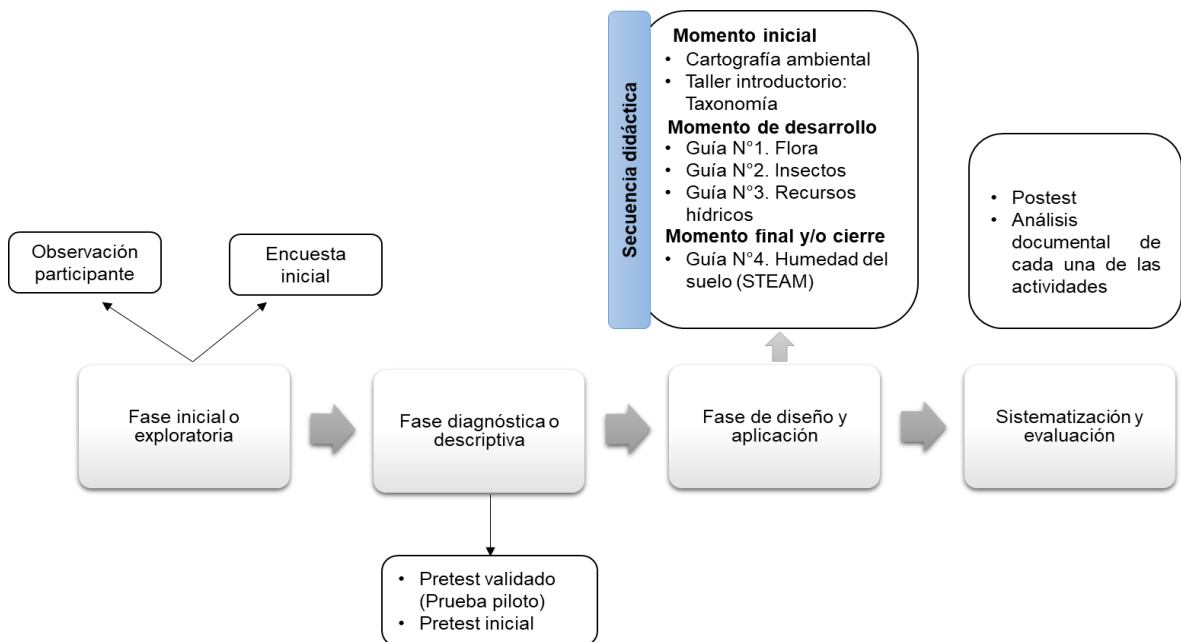 Secuencia didáctica
Momento inicial
• Cartografía ambiental
• Taller introductorio:
Taxonomía
Momento de desarrollo
• Guía N°1. Flora
• Guía N°2. Insectos
• Guía N°3. Recursos
hídricos
Momento final y/o cierre
• Guía N°4. Humedad del
suelo (STEAM)
• Postest
• Análisis
documental de
cada una de las
actividades
Observación
participante
Encuesta
inicial
Fase inicial o
exploratoria
Fase diagnóstica o
descriptiva
Fase de diseño y
aplicación
Sistematización y
evaluación
• Pretest validado
(Prueba piloto)
• Pretest inicial